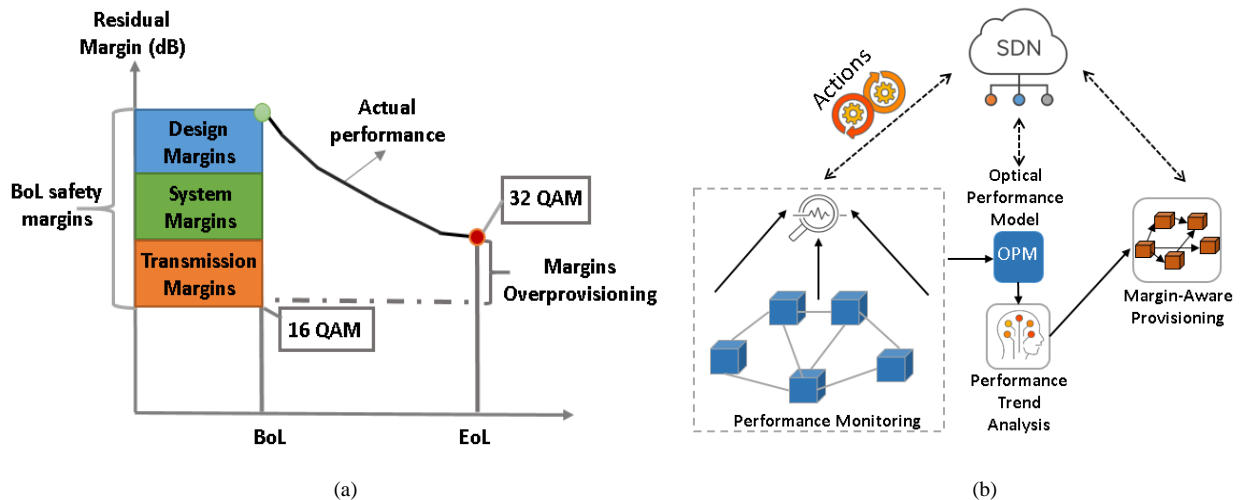 Residual
Margin (dB)
Design
Margins
System
Margins
Transmission
Margins
BoL safety
margins
Actual
performance
32 QAM
Margins
Overprovisioning
16 QAM
BoL
EoL
(a)
SDN
Actions
Optical
Performance
Model
OPM
Performance Monitoring
Performance
Trend
Analysis
Margin-Aware
Provisioning
(b)